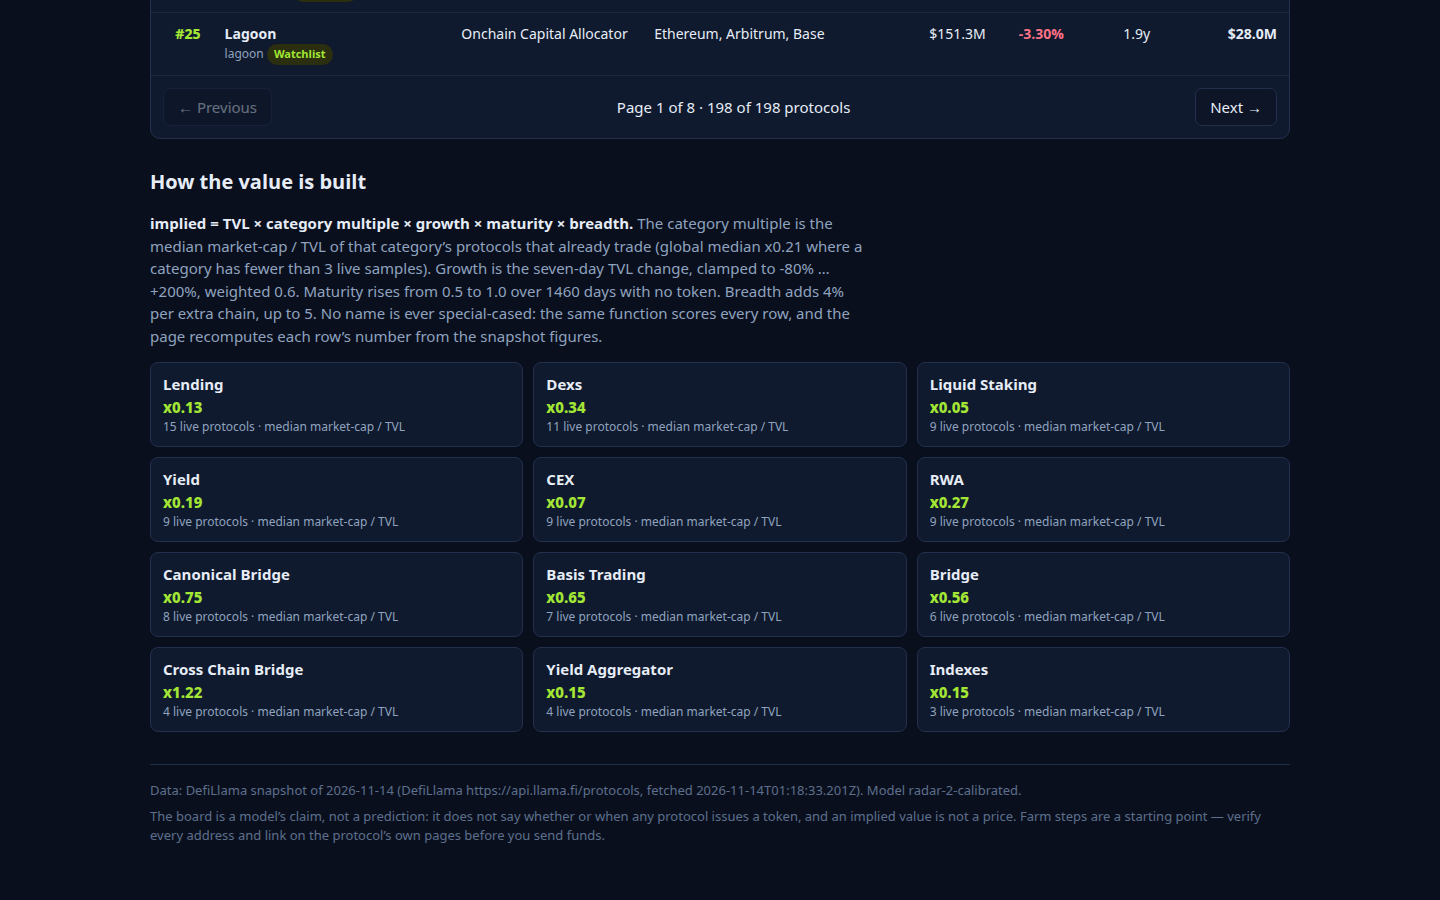 #25 Lagoon Onchain Capital Allocator Ethereum, Arbitrum, Base $151.3M -3.30% 1.9y $28.0M
lagoon Watchlist
← Previous Page 1 of 8 · 198 of 198 protocols Next →
How the value is built
implied = TVL × category multiple × growth × maturity × breadth. The category multiple is the
median market-cap / TVL of that category’s protocols that already trade (global median x0.21 where a
category has fewer than 3 live samples). Growth is the seven-day TVL change, clamped to -80% …
+200%, weighted 0.6. Maturity rises from 0.5 to 1.0 over 1460 days with no token. Breadth adds 4%
per extra chain, up to 5. No name is ever special-cased: the same function scores every row, and the
page recomputes each row’s number from the snapshot figures.
Lending
x0.13
15 live protocols · median market-cap / TVL
Dexs
x0.34
11 live protocols · median market-cap / TVL
Liquid Staking
x0.05
9 live protocols · median market-cap / TVL
Yield
x0.19
9 live protocols · median market-cap / TVL
CEX
x0.07
9 live protocols · median market-cap / TVL
RWA
x0.27
9 live protocols · median market-cap / TVL
Canonical Bridge
x0.75
8 live protocols · median market-cap / TVL
Basis Trading
x0.65
7 live protocols · median market-cap / TVL
Bridge
x0.56
6 live protocols · median market-cap / TVL
Cross Chain Bridge
x1.22
4 live protocols · median market-cap / TVL
Yield Aggregator
x0.15
4 live protocols · median market-cap / TVL
Indexes
x0.15
3 live protocols · median market-cap / TVL
Data: DefiLlama snapshot of 2026-11-14 (DefiLlama https://api.llama.fi/protocols, fetched 2026-11-14T01:18:33.201Z). Model radar-2-calibrated.
The board is a model’s claim, not a prediction: it does not say whether or when any protocol issues a token, and an implied value is not a price. Farm steps are a starting point — verify
every address and link on the protocol’s own pages before you send funds.